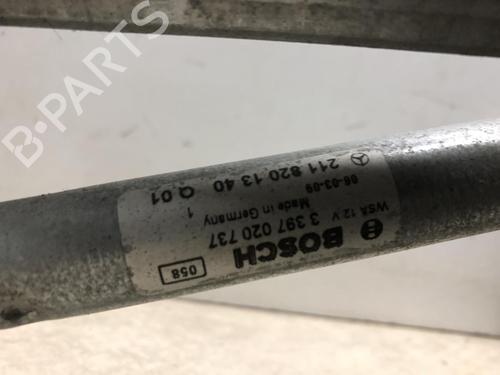 B-PARTS
BOSCH
058
WSA 12 V 3 397 020 737
Made in Germany 1
06-03-09
211 820 13 40 Q 01